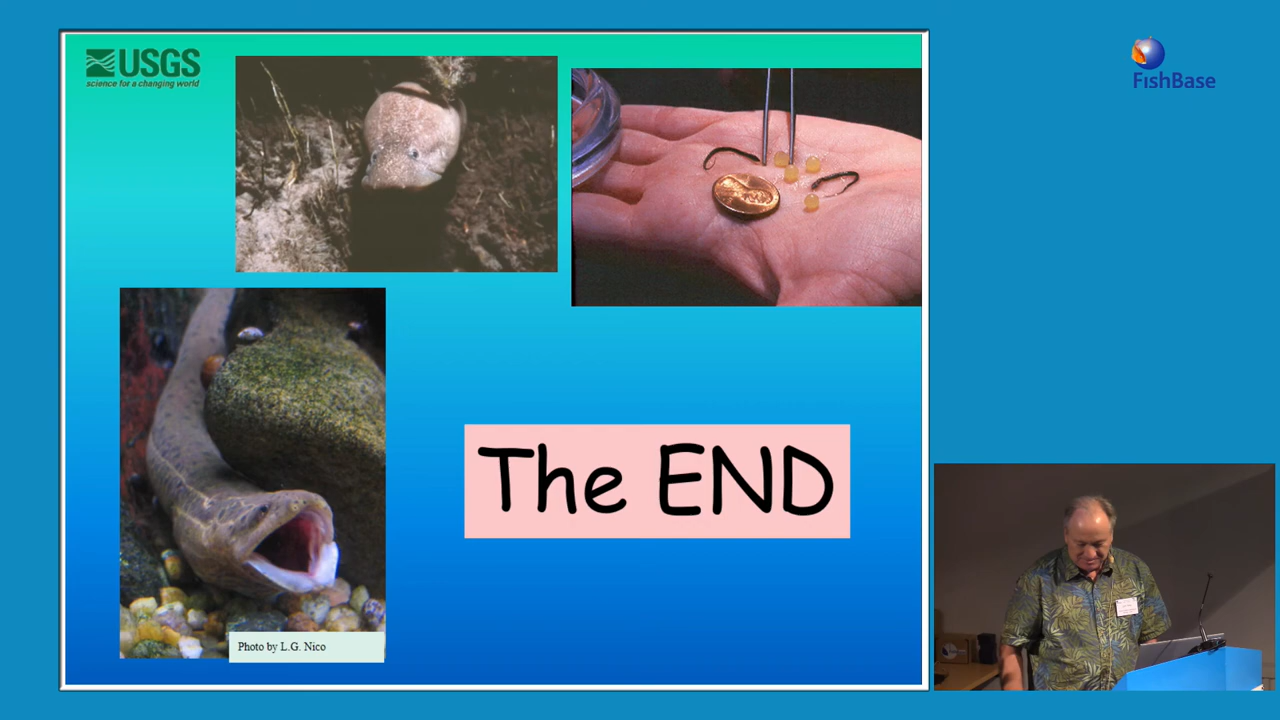 USGS
science for a changing world
FishBase
The END
Photo by L.G. Nico